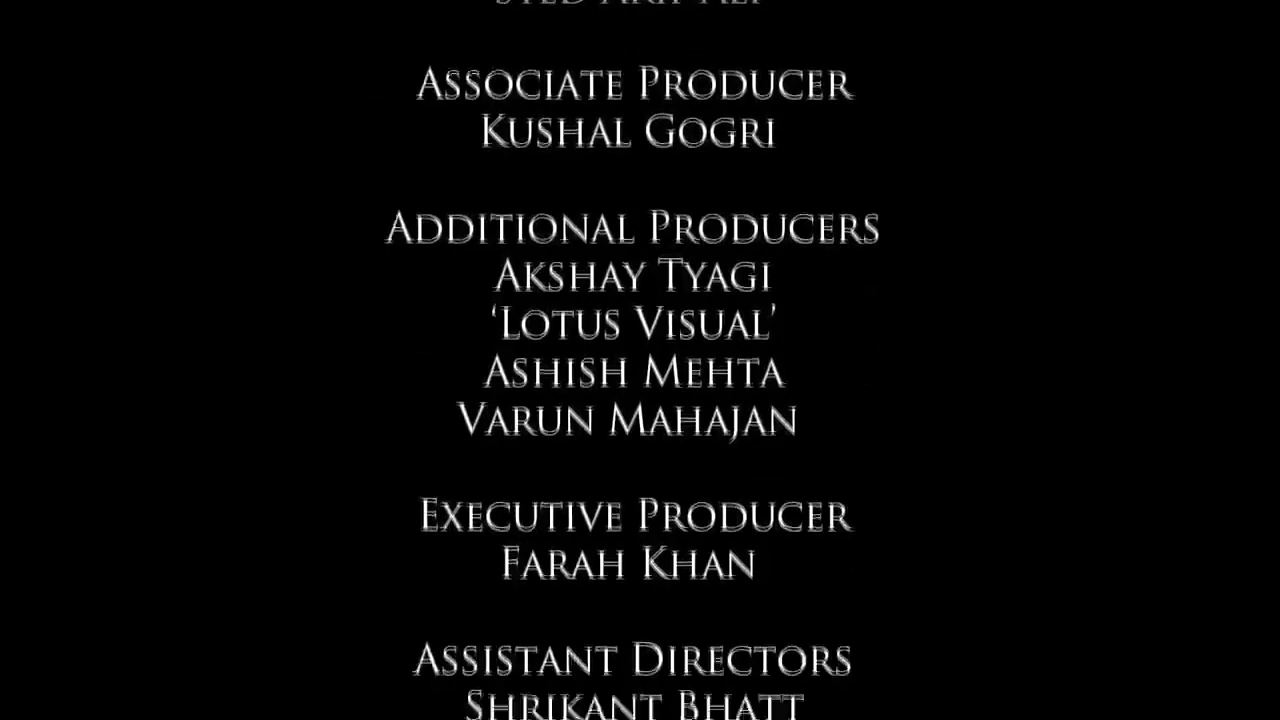 Associate Producer
Kushal Gogri
Additional Producers
Akshay Tyagi
‘Lotus Visual’
Ashish Mehta
Varun Mahajan
Executive Producer
Farah Khan
Assistant Directors
Shrikant Bhatt